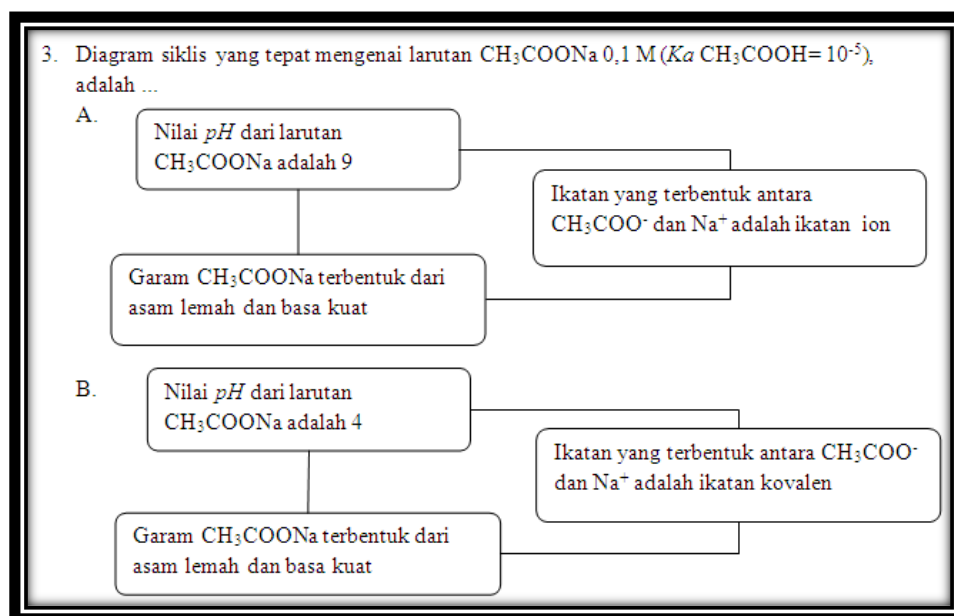 3. Diagram siklis yang tepat mengenai larutan CH₃COONa 0,1 M (Ka CH₃COOH= 10⁻⁵),
adalah ...
A.
Nilai pH dari larutan
CH₃COONa adalah 9
Ikatan yang terbentuk antara
CH₃COO⁻ dan Na⁺ adalah ikatan ion
Garam CH₃COONa terbentuk dari
asam lemah dan basa kuat
B.
Nilai pH dari larutan
CH₃COONa adalah 4
Ikatan yang terbentuk antara CH₃COO⁻
dan Na⁺ adalah ikatan kovalen
Garam CH₃COONa terbentuk dari
asam lemah dan basa kuat